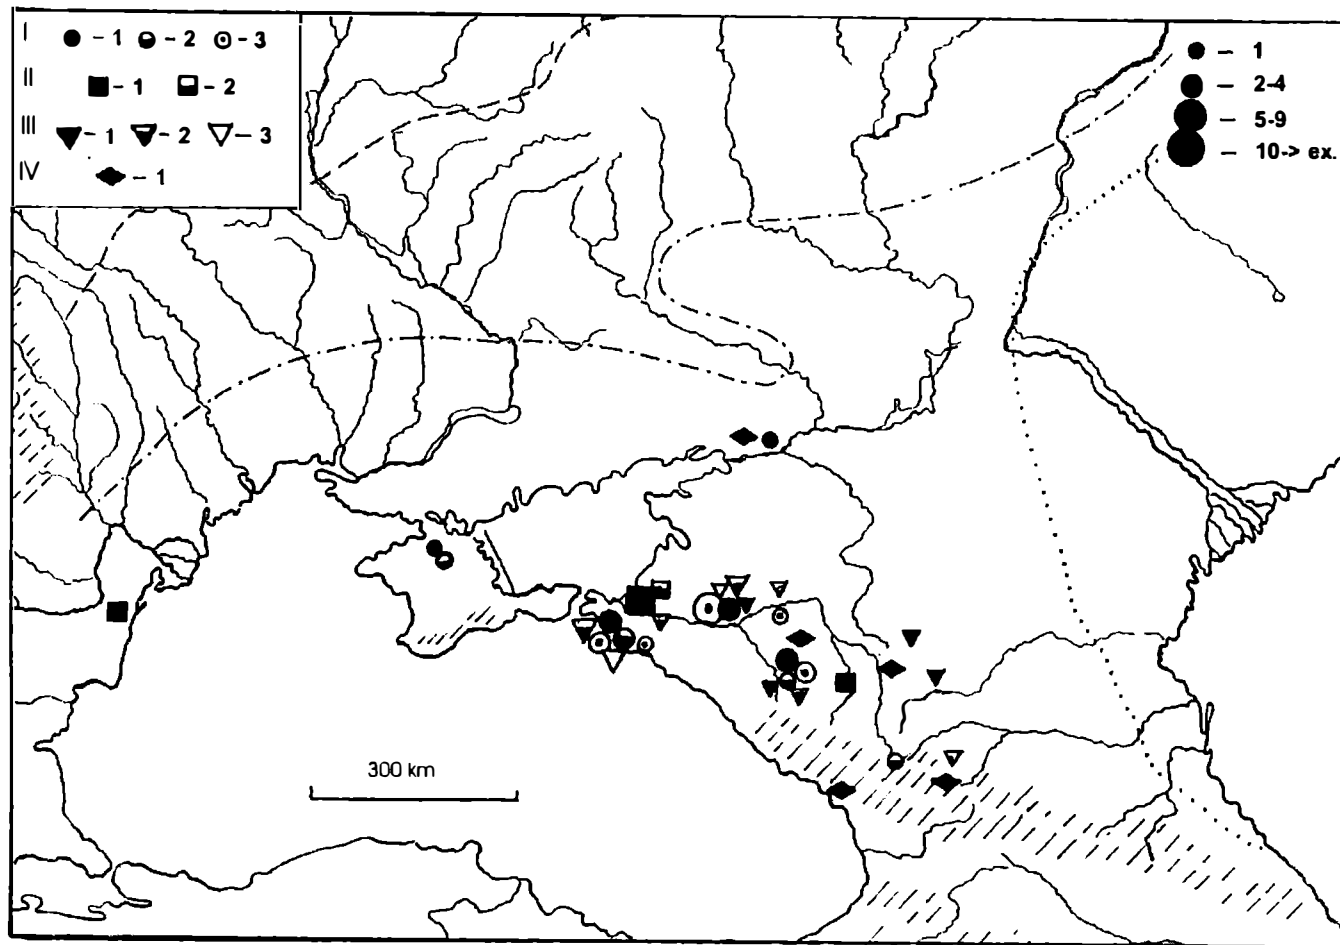 I - 1 - 2 - 3
II - 1 - 2
III - 1 - 2 - 3
IV - 1
- 1
- 2-4
- 5-9
- 10-> ex.
300 km